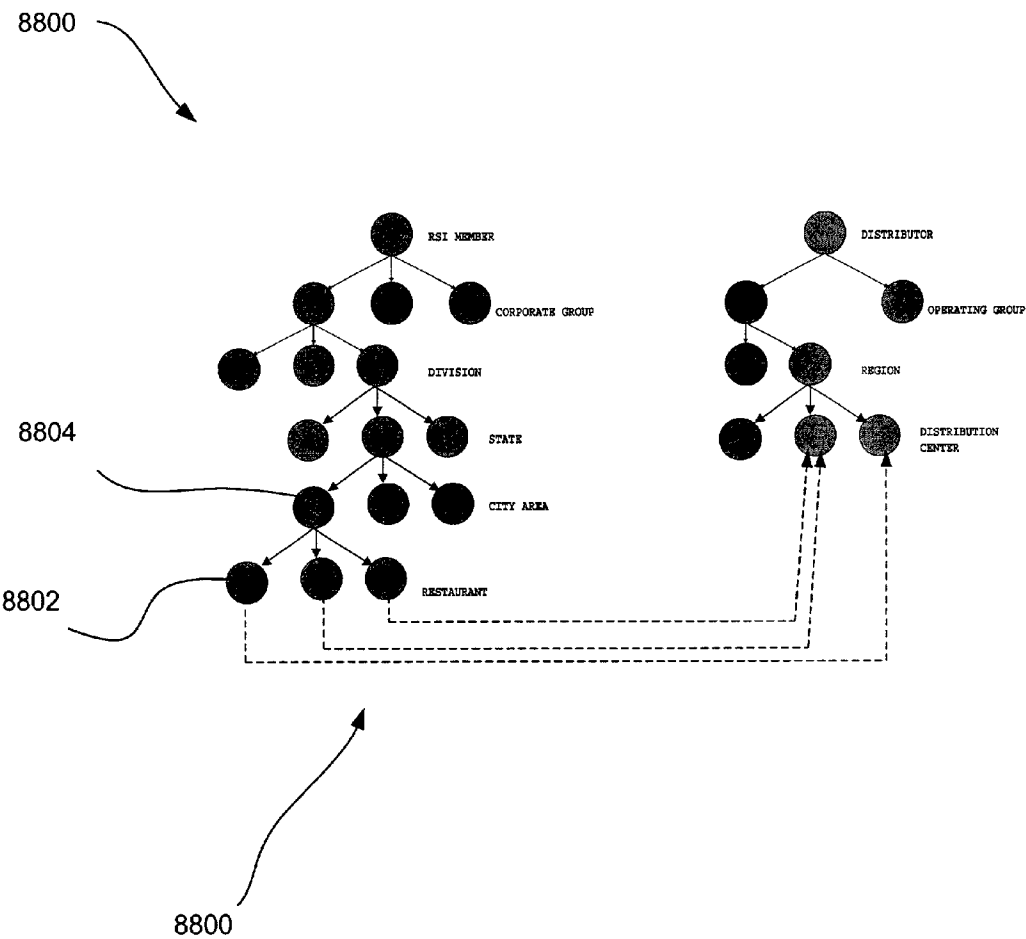 8800
RSI MEMBER
DISTRIBUTOR
CORPORATE GROUP
OPERATING GROUP
DIVISION
REGION
8804
STATE
DISTRIBUTION
CENTER
CITY AREA
8802
RESTAURANT
8800